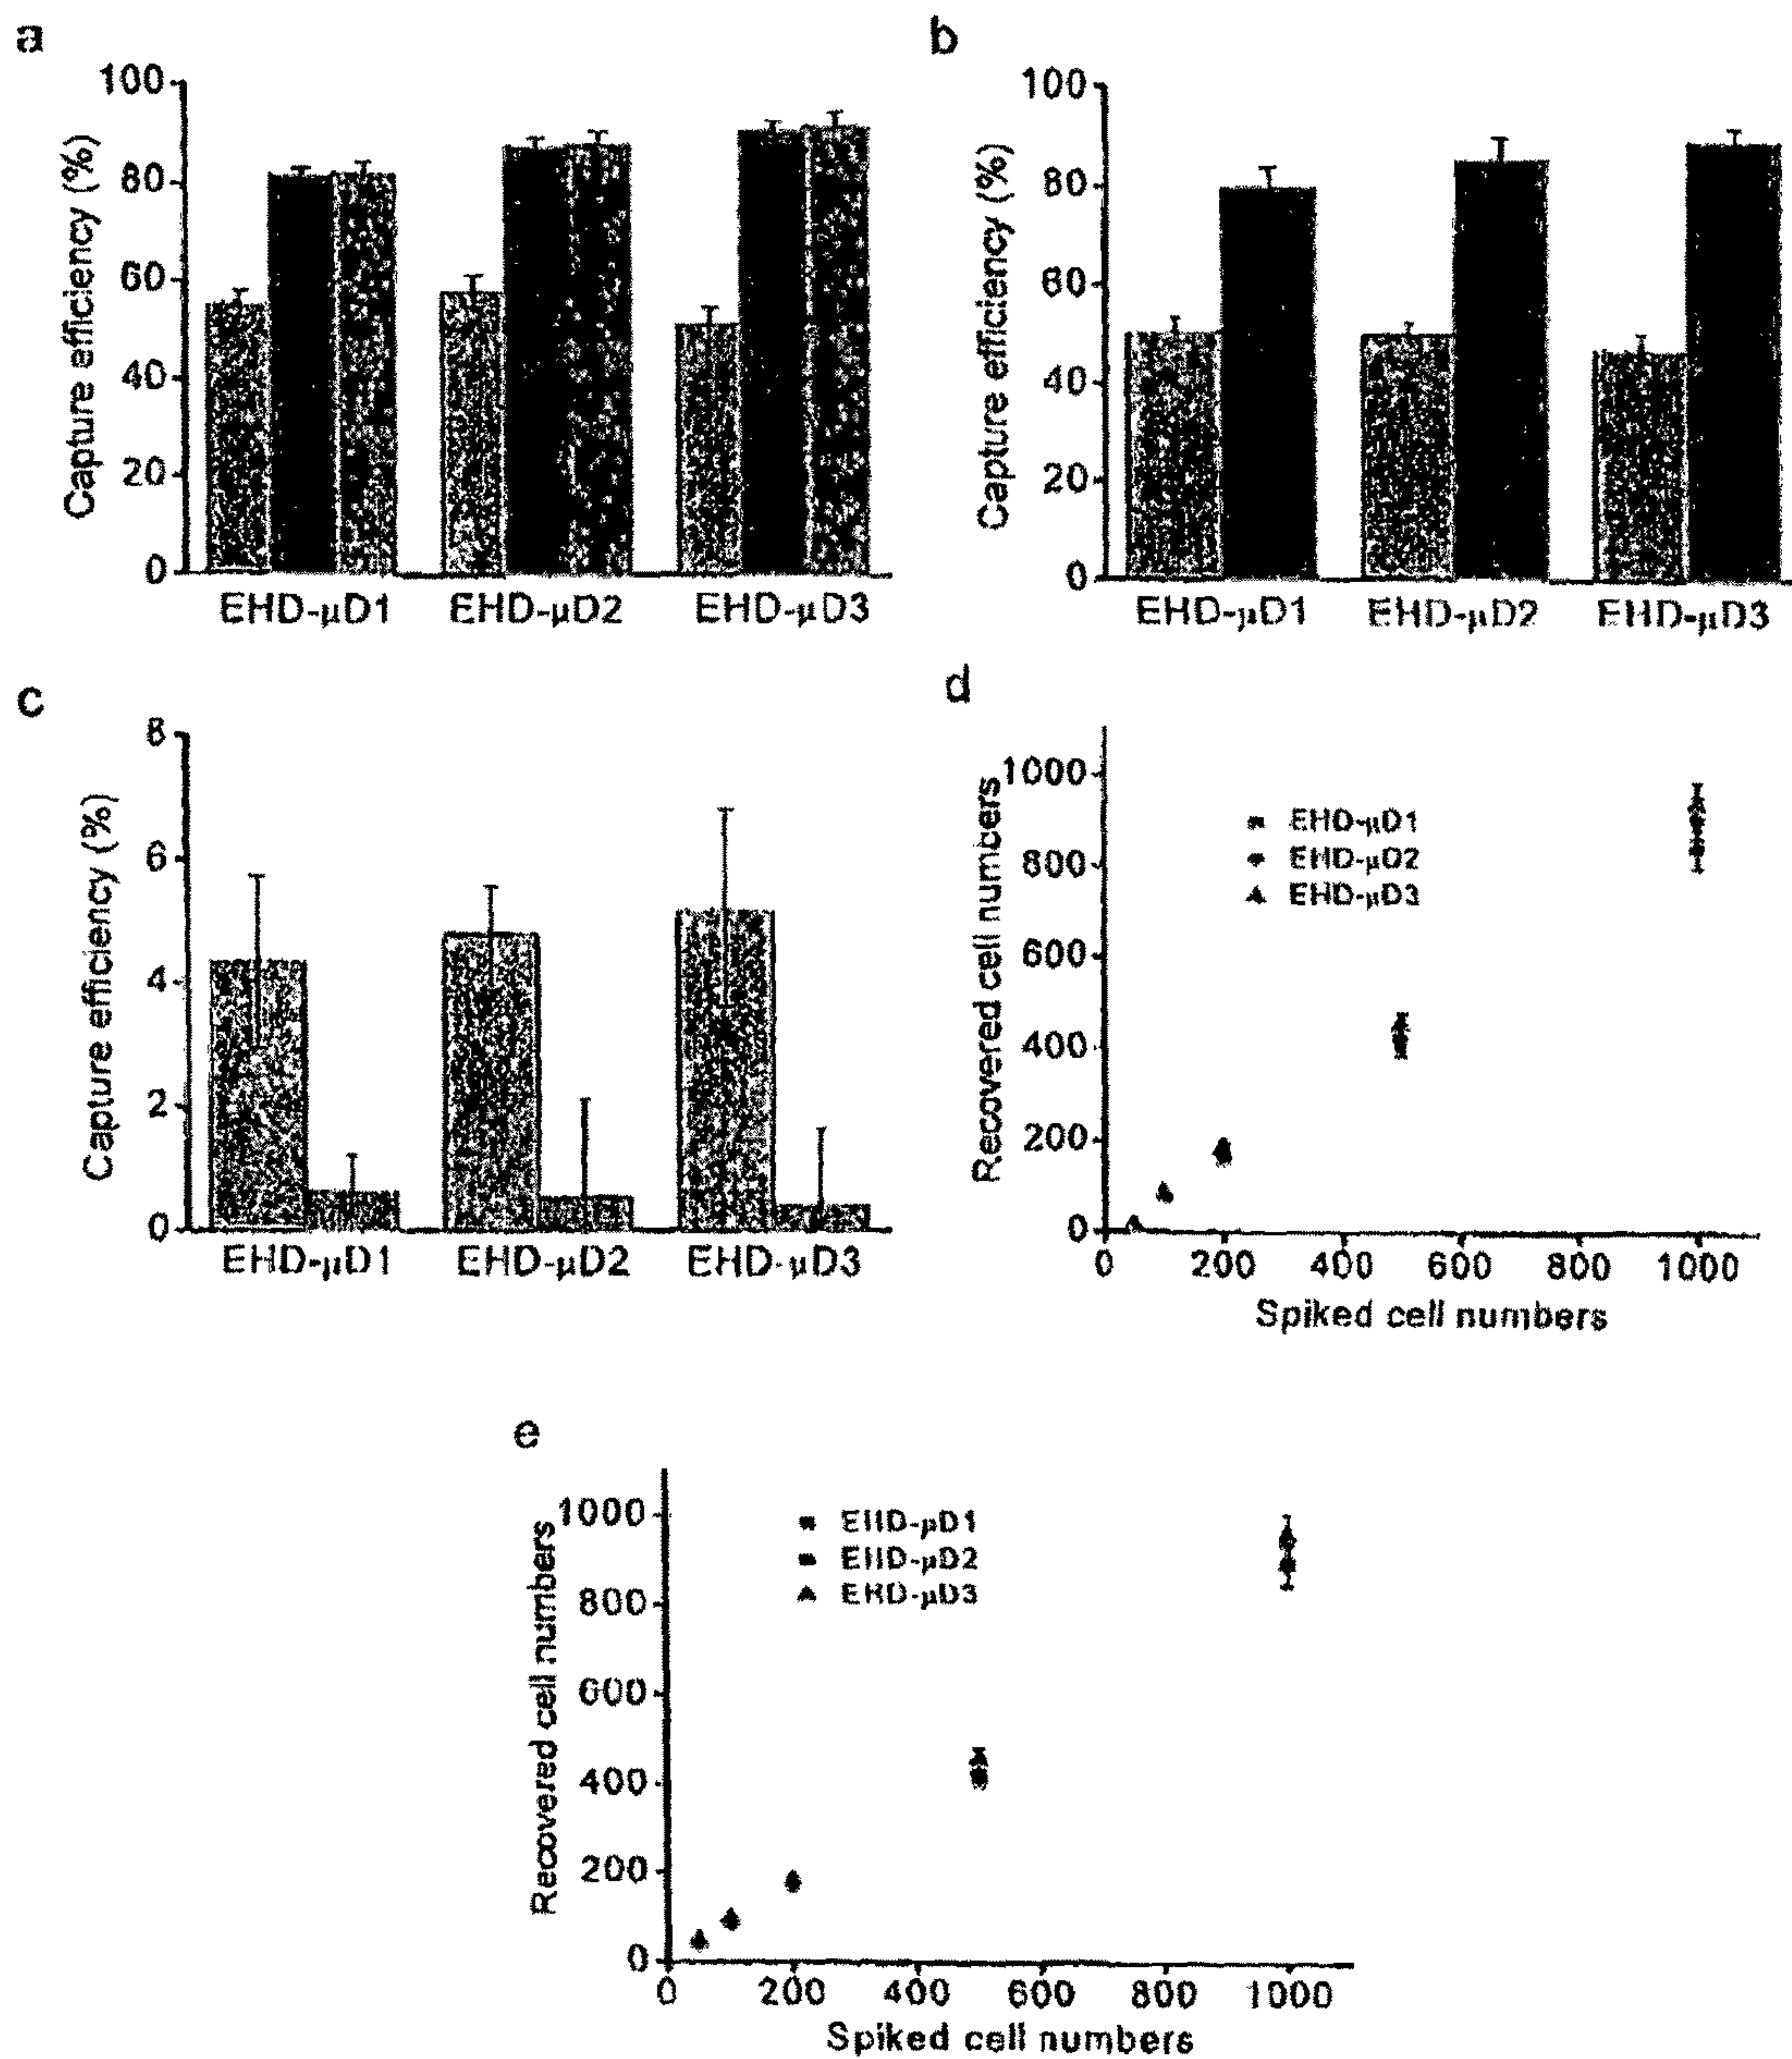 a
100
80
60
40
20
0
Capture efficiency (%)
EHD-μD1 EHD-μD2 EHD-μD3
b
100
80
60
40
20
0
Capture efficiency (%)
EHD-μD1 EHD-μD2 EHD-μD3
c
8
6
4
2
0
Capture efficiency (%)
EHD-μD1 EHD-μD2 EHD-μD3
d
1000
800
600
400
200
0
Recovered cell numbers
EHD-μD1
EHD-μD2
EHD-μD3
0 200 400 600 800 1000
Spiked cell numbers
e
1000
800
600
400
200
0
Recovered cell numbers
EHD-μD1
EHD-μD2
EHD-μD3
0 200 400 600 800 1000
Spiked cell numbers